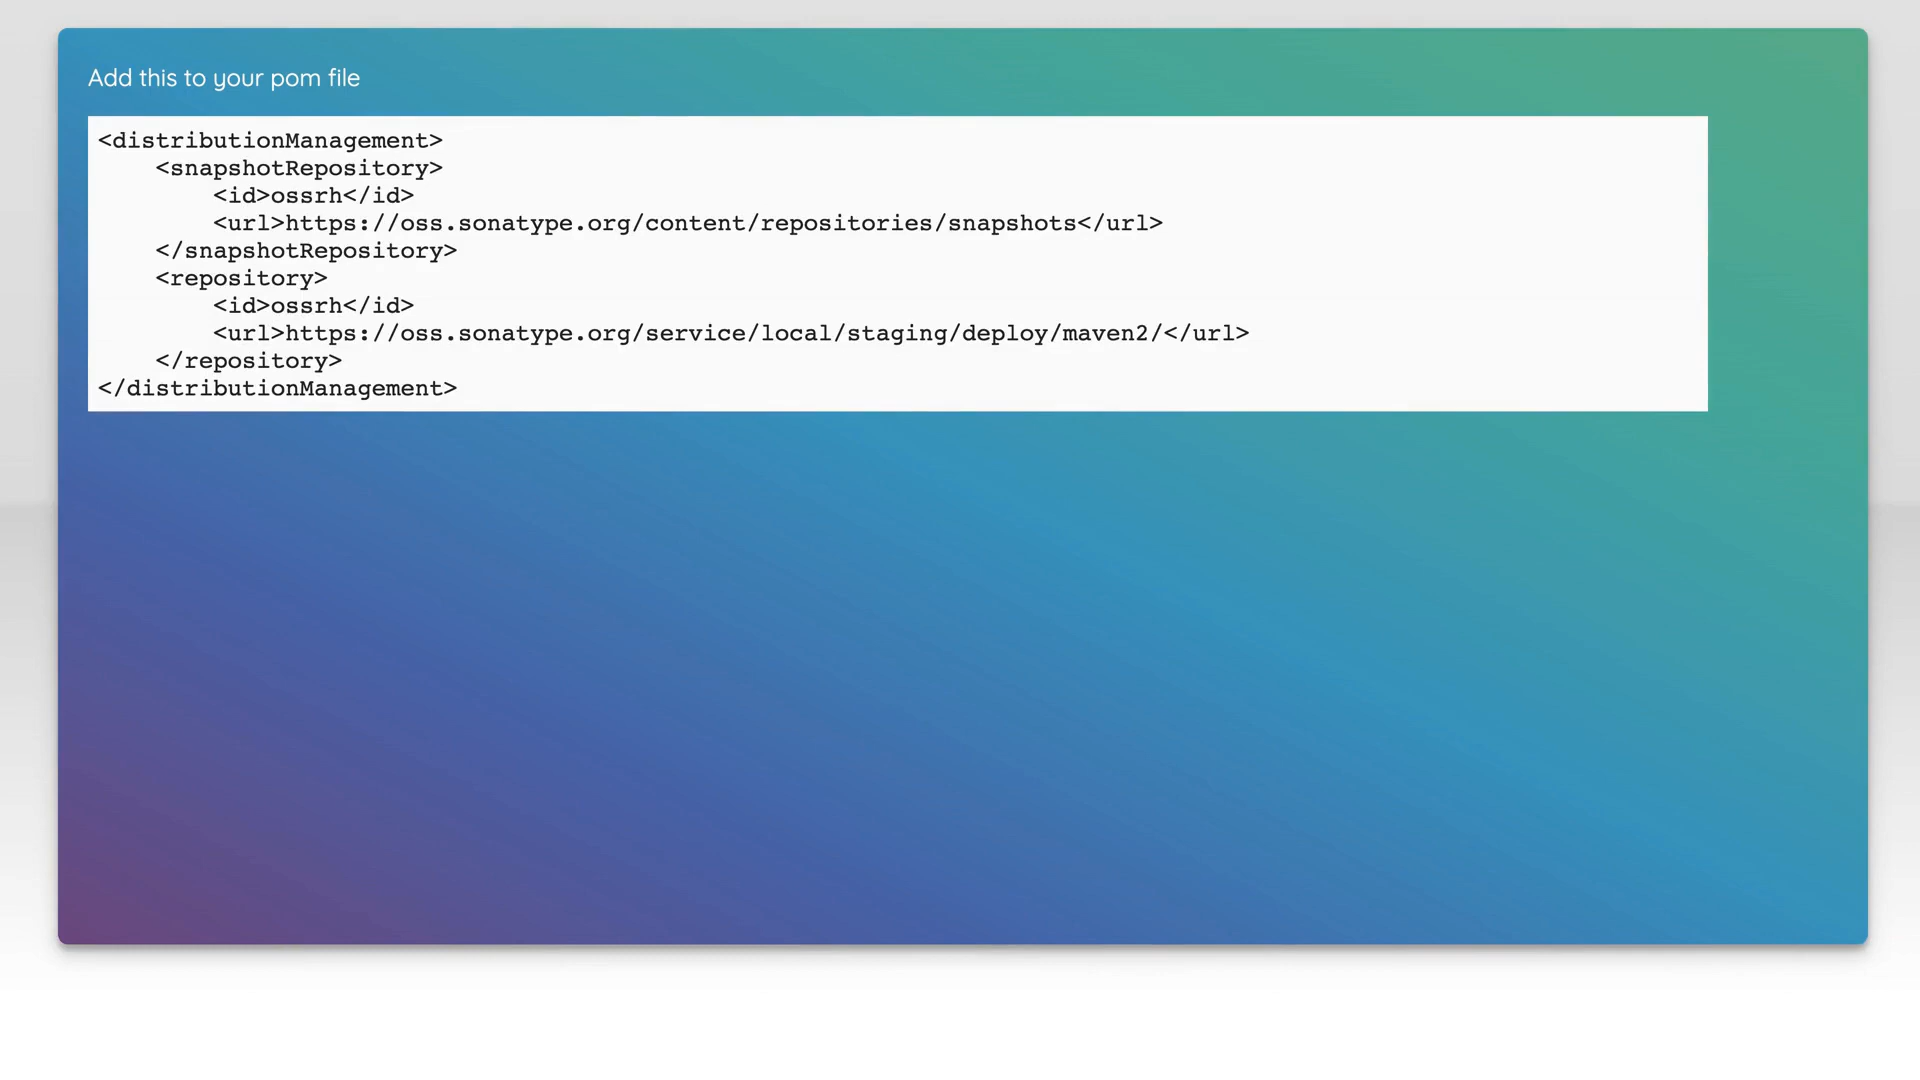 Add this to your pom file
<distributionManagement>
    <snapshotRepository>
        <id>ossrh</id>
        <url>https://oss.sonatype.org/content/repositories/snapshots</url>
    </snapshotRepository>
    <repository>
        <id>ossrh</id>
        <url>https://oss.sonatype.org/service/local/staging/deploy/maven2/</url>
    </repository>
</distributionManagement>